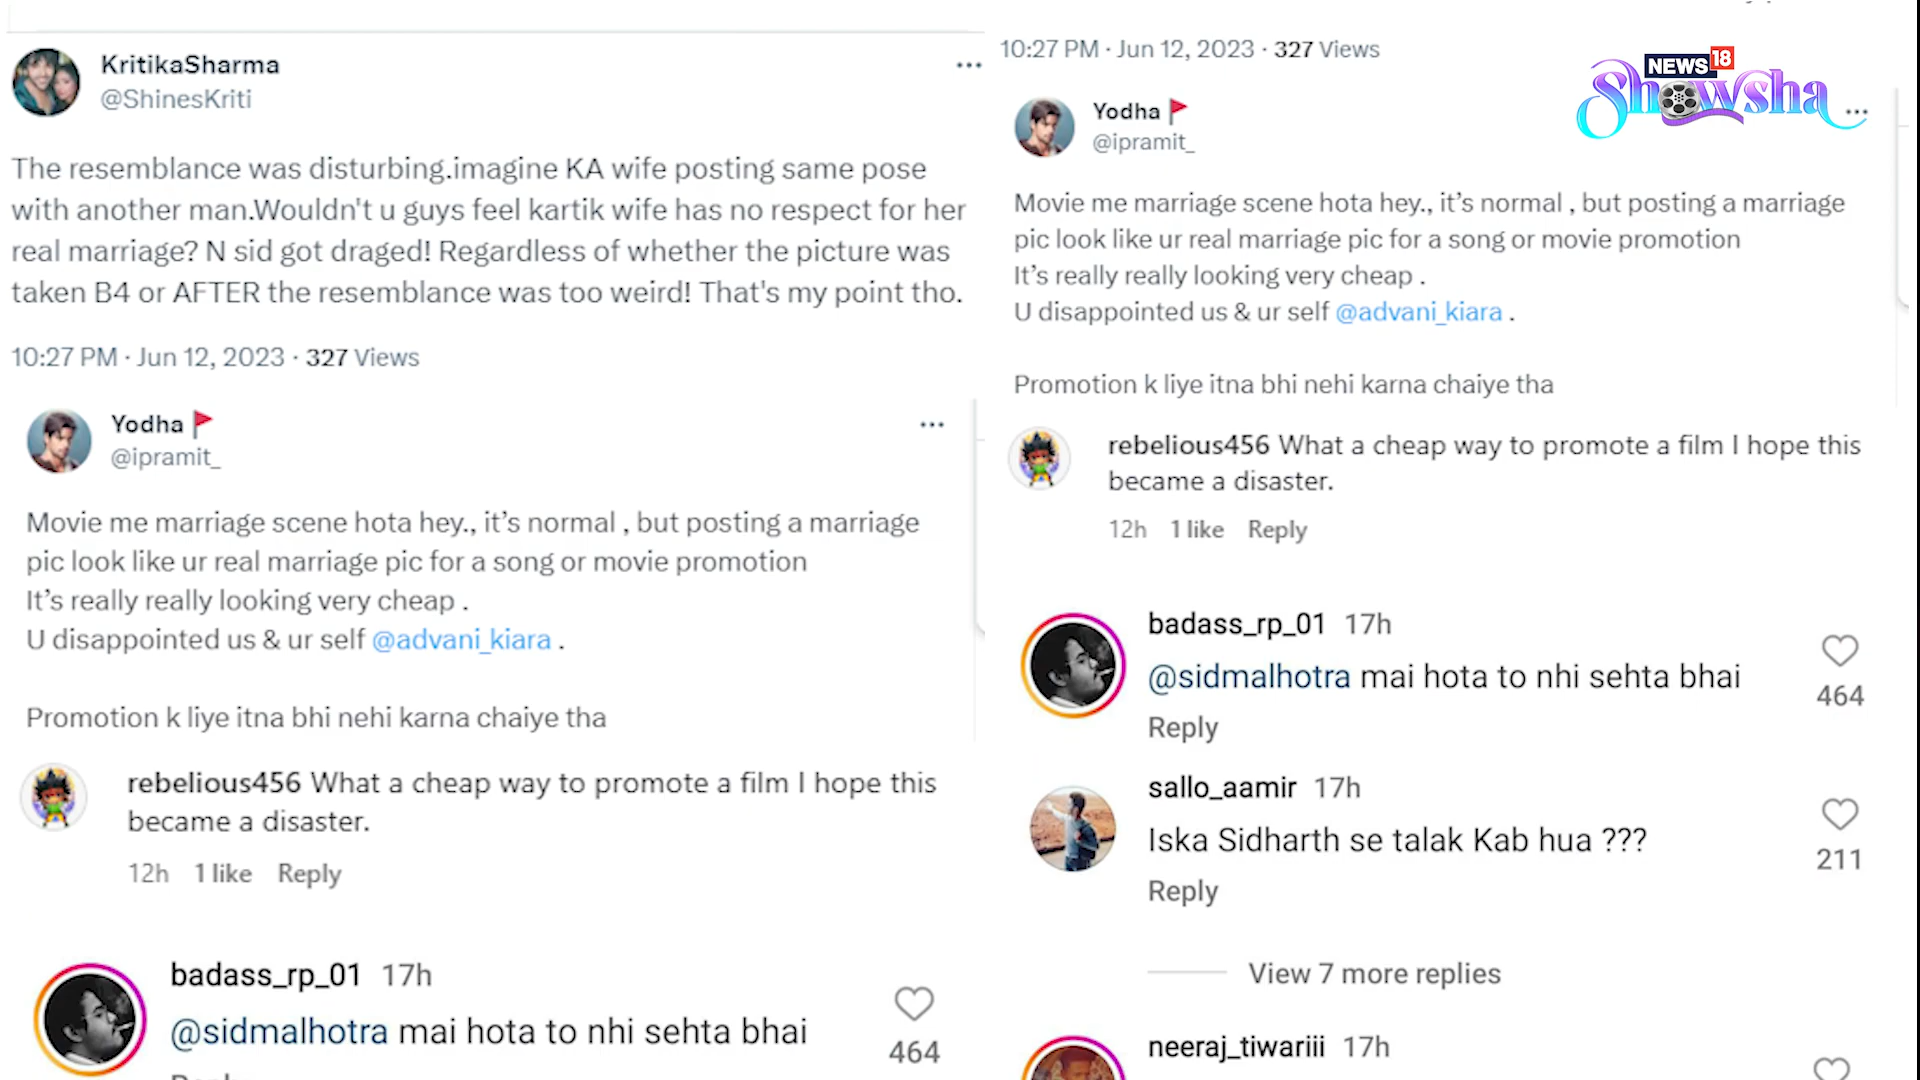 KritikaSharma
@ShinesKriti
The resemblance was disturbing.imagine KA wife posting same pose
with another man.Wouldn't u guys feel kartik wife has no respect for her
real marriage? N sid got draged! Regardless of whether the picture was
taken B4 or AFTER the resemblance was too weird! That's my point tho.
10:27 PM · Jun 12, 2023 · 327 Views
Yodha
@ipramit_
Movie me marriage scene hota hey., it’s normal , but posting a marriage
pic look like ur real marriage pic for a song or movie promotion
It’s really really looking very cheap .
U disappointed us & ur self @advani_kiara .
Promotion k liye itna bhi nehi karna chaiye tha
rebelious456 What a cheap way to promote a film I hope this
became a disaster.
12h 1 like Reply
badass_rp_01 17h
@sidmalhotra mai hota to nhi sehta bhai
464
10:27 PM · Jun 12, 2023 · 327 Views
NEWS 18
Showsha
Yodha
@ipramit_
Movie me marriage scene hota hey., it’s normal , but posting a marriage
pic look like ur real marriage pic for a song or movie promotion
It’s really really looking very cheap .
U disappointed us & ur self @advani_kiara .
Promotion k liye itna bhi nehi karna chaiye tha
rebelious456 What a cheap way to promote a film I hope this
became a disaster.
12h 1 like Reply
badass_rp_01 17h
@sidmalhotra mai hota to nhi sehta bhai
464
Reply
sallo_aamir 17h
Iska Sidharth se talak Kab hua ???
211
Reply
View 7 more replies
neeraj_tiwariii 17h